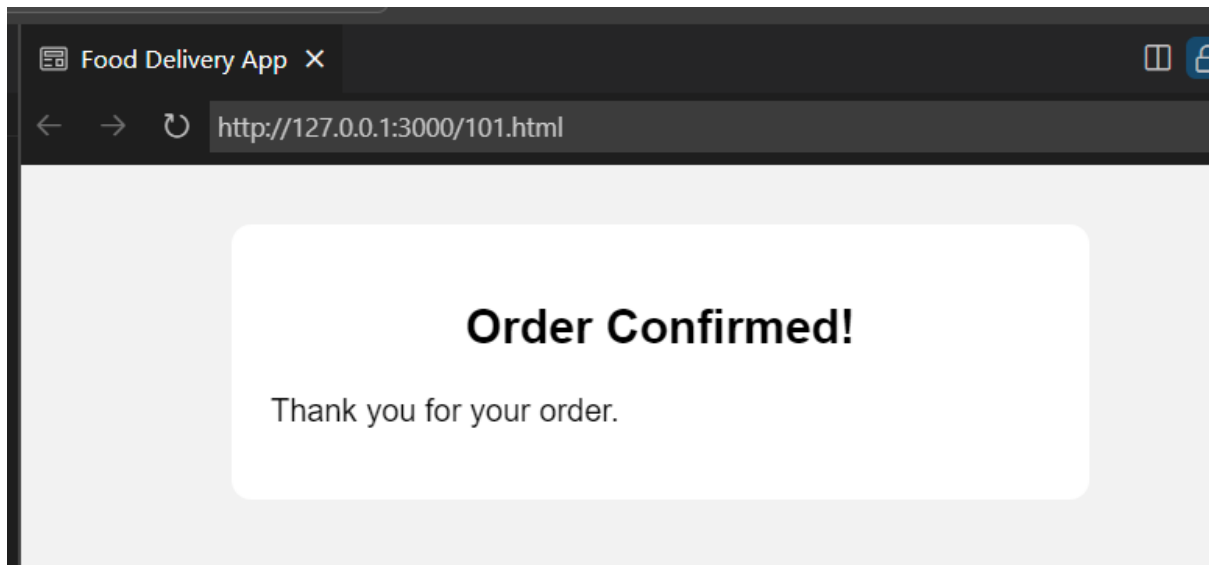 Food Delivery App
http://127.0.0.1:3000/101.html
Order Confirmed!
Thank you for your order.